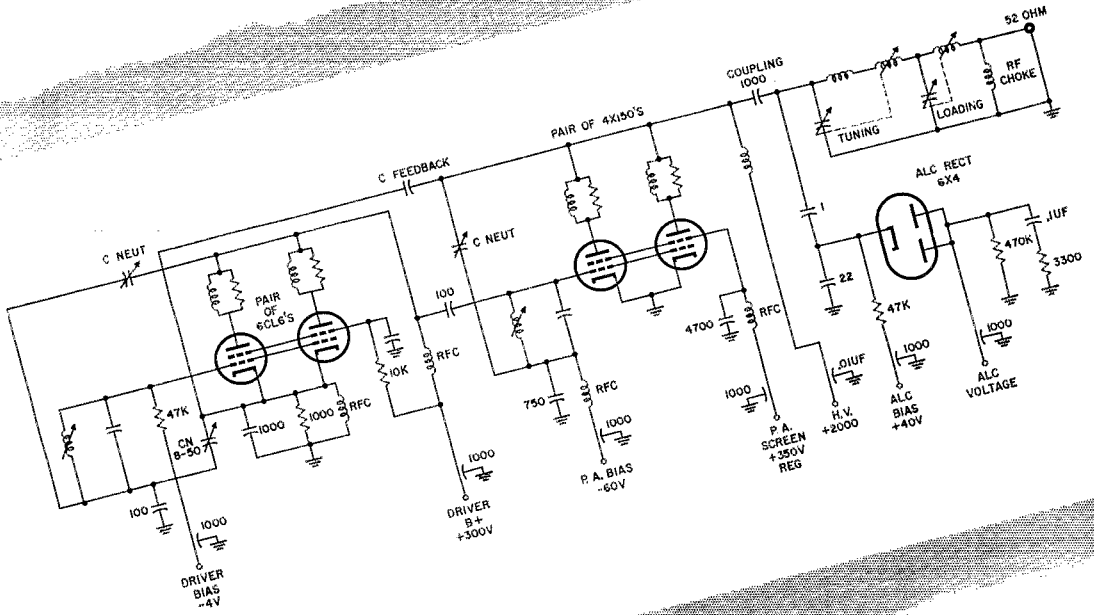 52 OHM
COUPLING
1000
RF
CHOKE
LOADING
TUNING
PAIR OF 4X150'S
C FEEDBACK
ALC RECT
6X4
C NEUT
C NEUT
1
.1UF
470K
3300
22
47K
PAIR
OF
6CL6'S
100
4700
RFC
RFC
10K
1000
.01UF
1000
1000
ALC
VOLTAGE
ALC
BIAS
+40V
H.V.
+2000
P.A.
SCREEN
+350V
REG
47K
CN
8-50
1000
1000
RFC
750
RFC
1000
P.A. BIAS
-60V
1000
DRIVER
B+
+300V
100
1000
DRIVER
BIAS
-4V